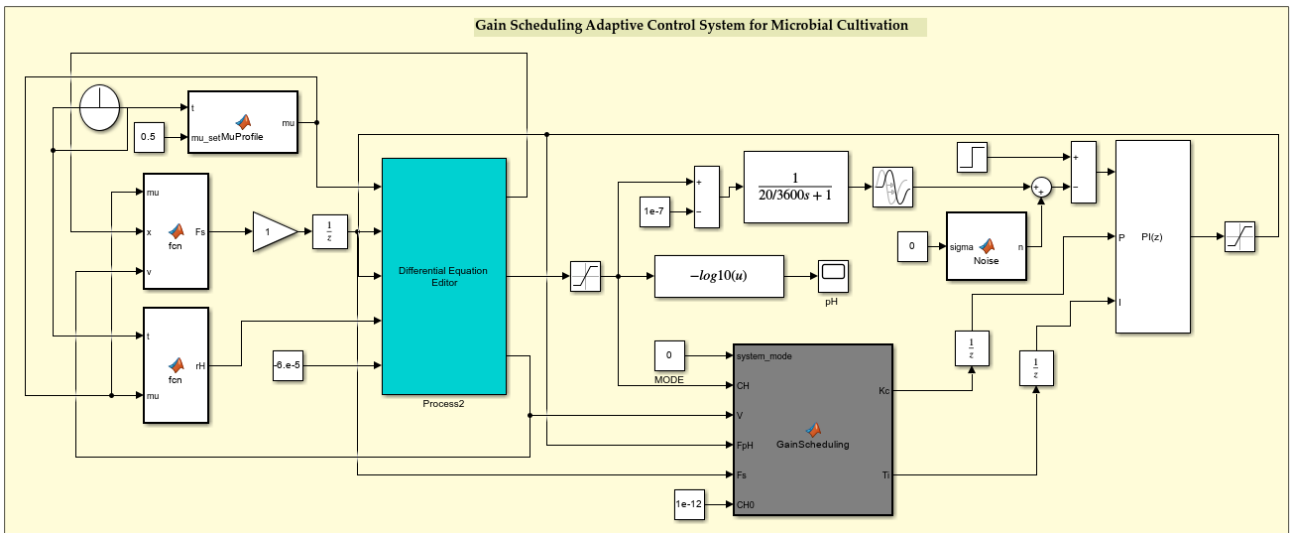 Gain Scheduling Adaptive Control System for Microbial Cultivation
t
mu_set
MuProfile
mu
0.5
mu
x
v
fcn
Fs
1
1
z
t
mu
fcn
rH
-6.e-5
Differential Equation
Editor
Process2
+
−
1e-7
1
20/3600s + 1
-log10(u)
pH
0
MODE
system_mode
CH
V
FpH
Fs
CH0
GainScheduling
Kc
Ti
1e-12
0
sigma
Noise
n
+
+
+
−
P
I
PI(z)
1
z
1
z